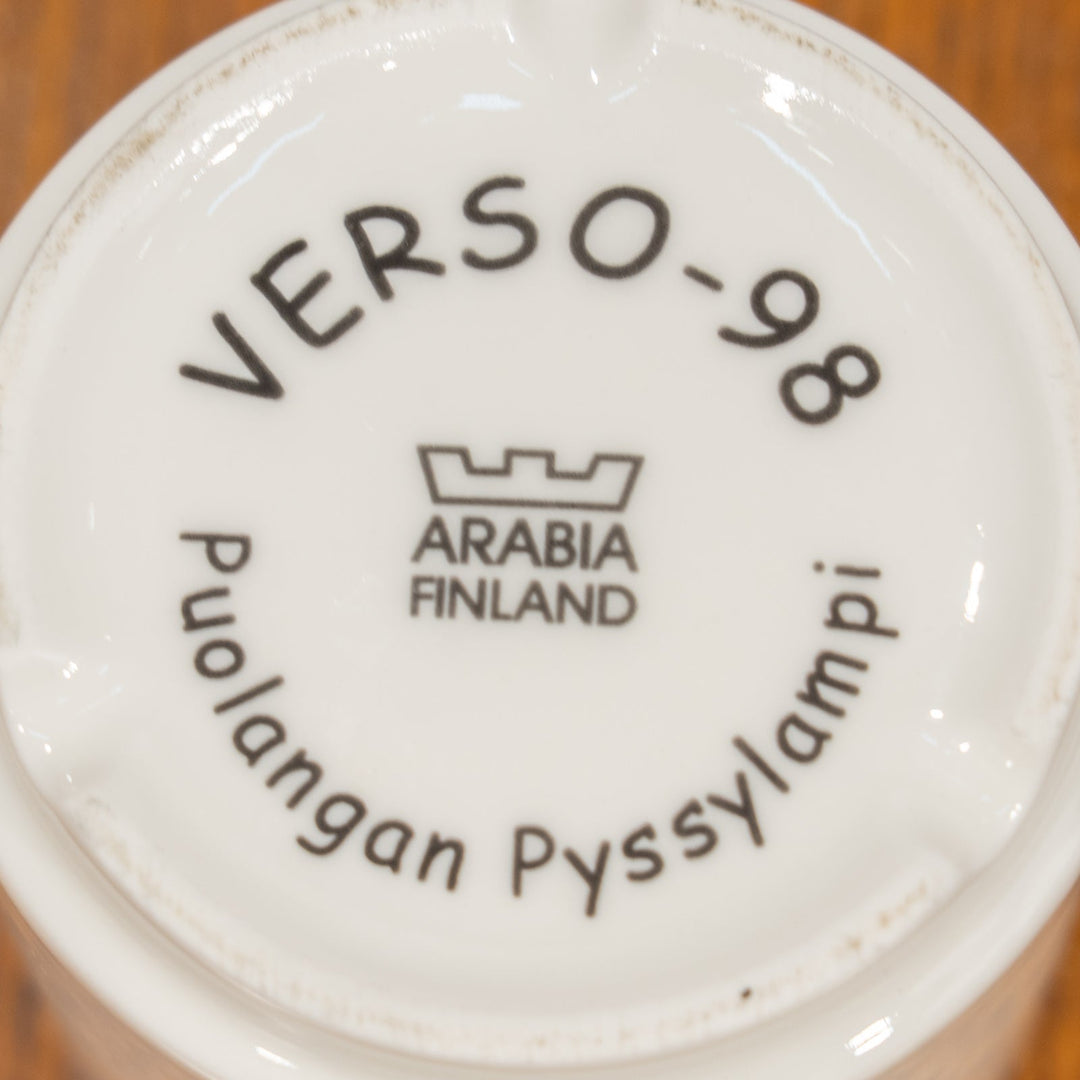 VERSO-98
ARABIA
FINLAND
Puolangan Pyssylampi